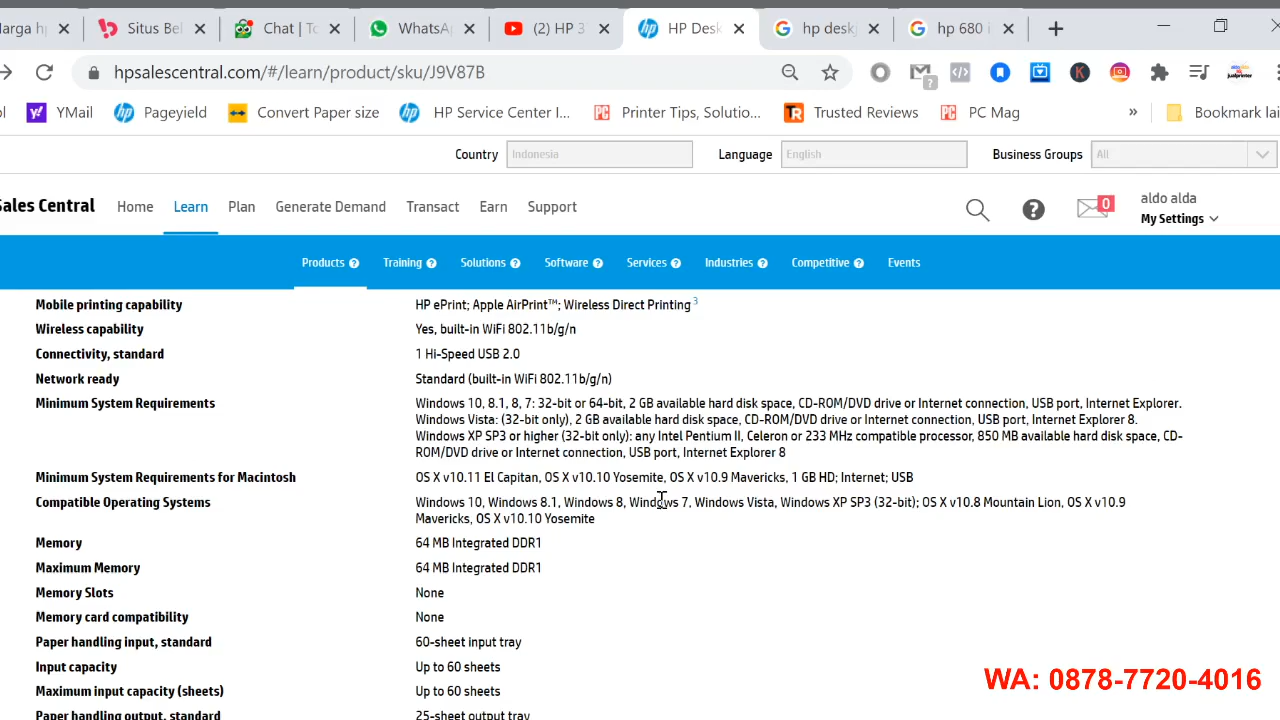 larga h
Situs Bel
Chat | To
WhatsA
(2) HP 3
HP Desk
hp deskj
hp 680 i
hpsalescentral.com/#/learn/product/sku/J9V87B
YMail
Pageyield
Convert Paper size
HP Service Center I...
Printer Tips, Solutio...
Trusted Reviews
PC Mag
»
Bookmark lai
Country
Indonesia
Language
English
Business Groups
All
Sales Central
Home
Learn
Plan
Generate Demand
Transact
Earn
Support
0
aldo alda
My Settings
Products
Training
Solutions
Software
Services
Industries
Competitive
Events
Mobile printing capability
HP ePrint; Apple AirPrint™; Wireless Direct Printing 3
Wireless capability
Yes, built-in WiFi 802.11b/g/n
Connectivity, standard
1 Hi-Speed USB 2.0
Network ready
Standard (built-in WiFi 802.11b/g/n)
Minimum System Requirements
Windows 10, 8.1, 8, 7: 32-bit or 64-bit, 2 GB available hard disk space, CD-ROM/DVD drive or Internet connection, USB port, Internet Explorer.
Windows Vista: (32-bit only), 2 GB available hard disk space, CD-ROM/DVD drive or Internet connection, USB port, Internet Explorer 8.
Windows XP SP3 or higher (32-bit only): any Intel Pentium II, Celeron or 233 MHz compatible processor, 850 MB available hard disk space, CD-
ROM/DVD drive or Internet connection, USB port, Internet Explorer 8
Minimum System Requirements for Macintosh
OS X v10.11 El Capitan, OS X v10.10 Yosemite, OS X v10.9 Mavericks, 1 GB HD; Internet; USB
Compatible Operating Systems
Windows 10, Windows 8.1, Windows 8, Windows 7, Windows Vista, Windows XP SP3 (32-bit); OS X v10.8 Mountain Lion, OS X v10.9
Mavericks, OS X v10.10 Yosemite
Memory
64 MB Integrated DDR1
Maximum Memory
64 MB Integrated DDR1
Memory Slots
None
Memory card compatibility
None
Paper handling input, standard
60-sheet input tray
Input capacity
Up to 60 sheets
Maximum input capacity (sheets)
Up to 60 sheets
Paper handling output, standard
25-sheet output tray
WA: 0878-7720-4016